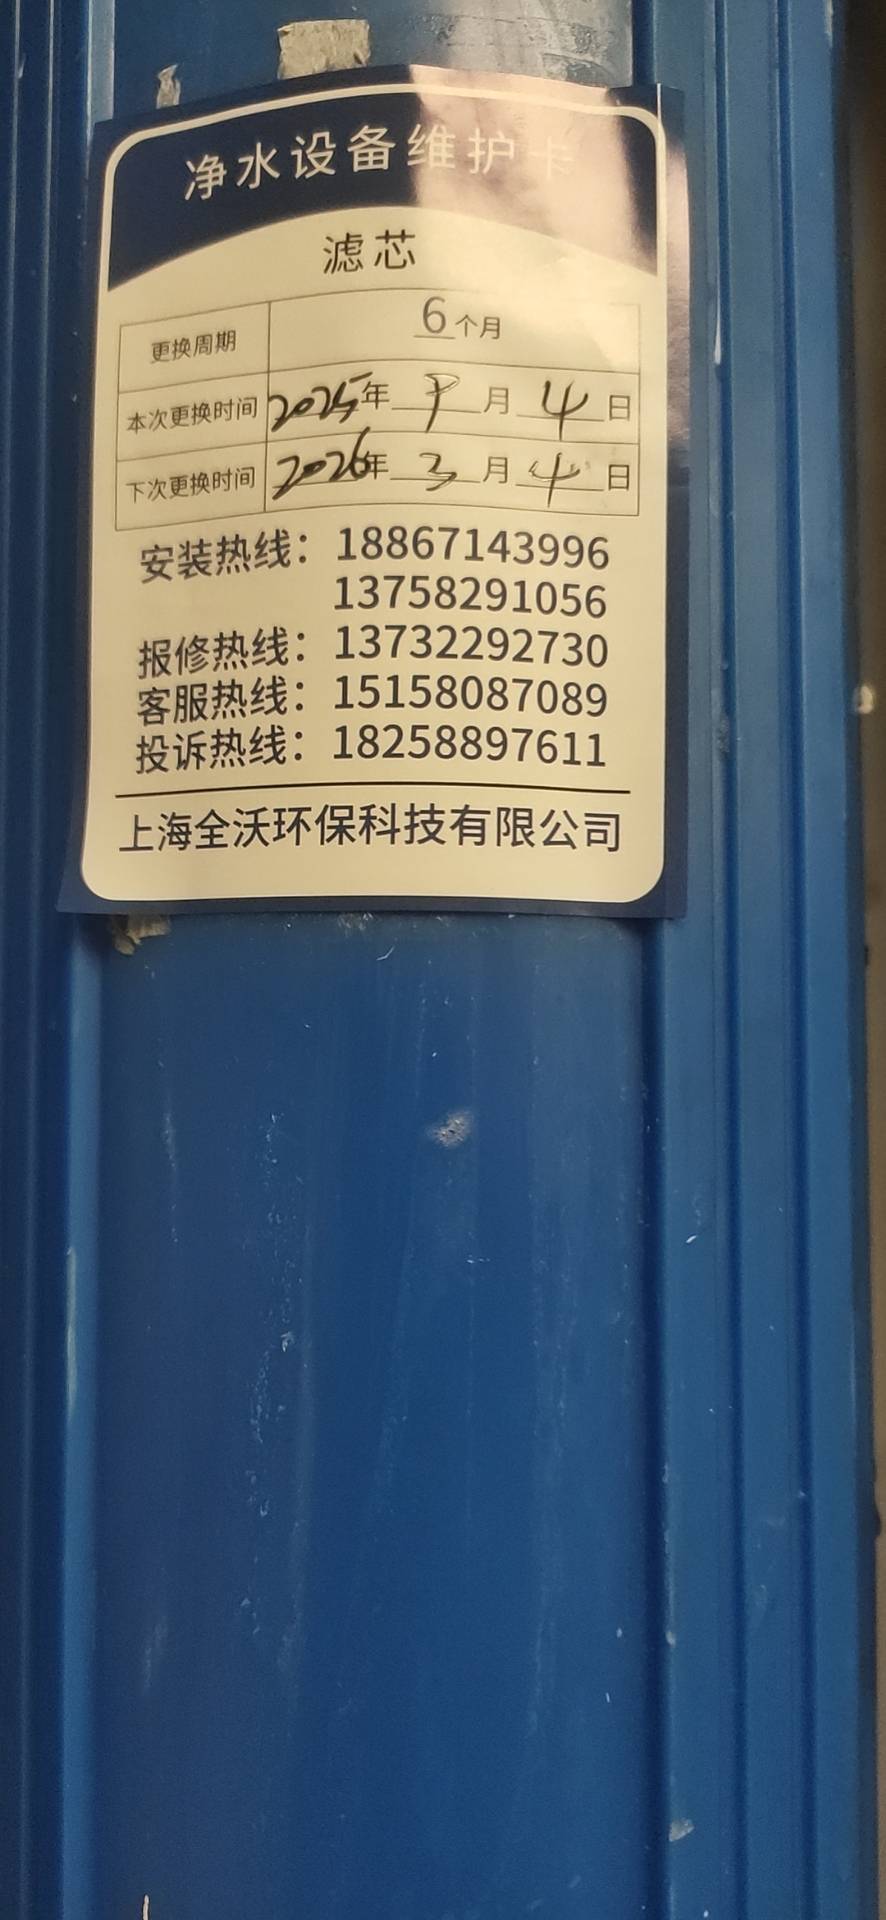 净水设备维护卡
滤芯
更换周期 6个月
本次更换时间 2025年9月4日
下次更换时间 2026年3月4日
安装热线：18867143996
13758291056
报修热线：13732292730
客服热线：15158087089
投诉热线：18258897611
上海全沃环保科技有限公司